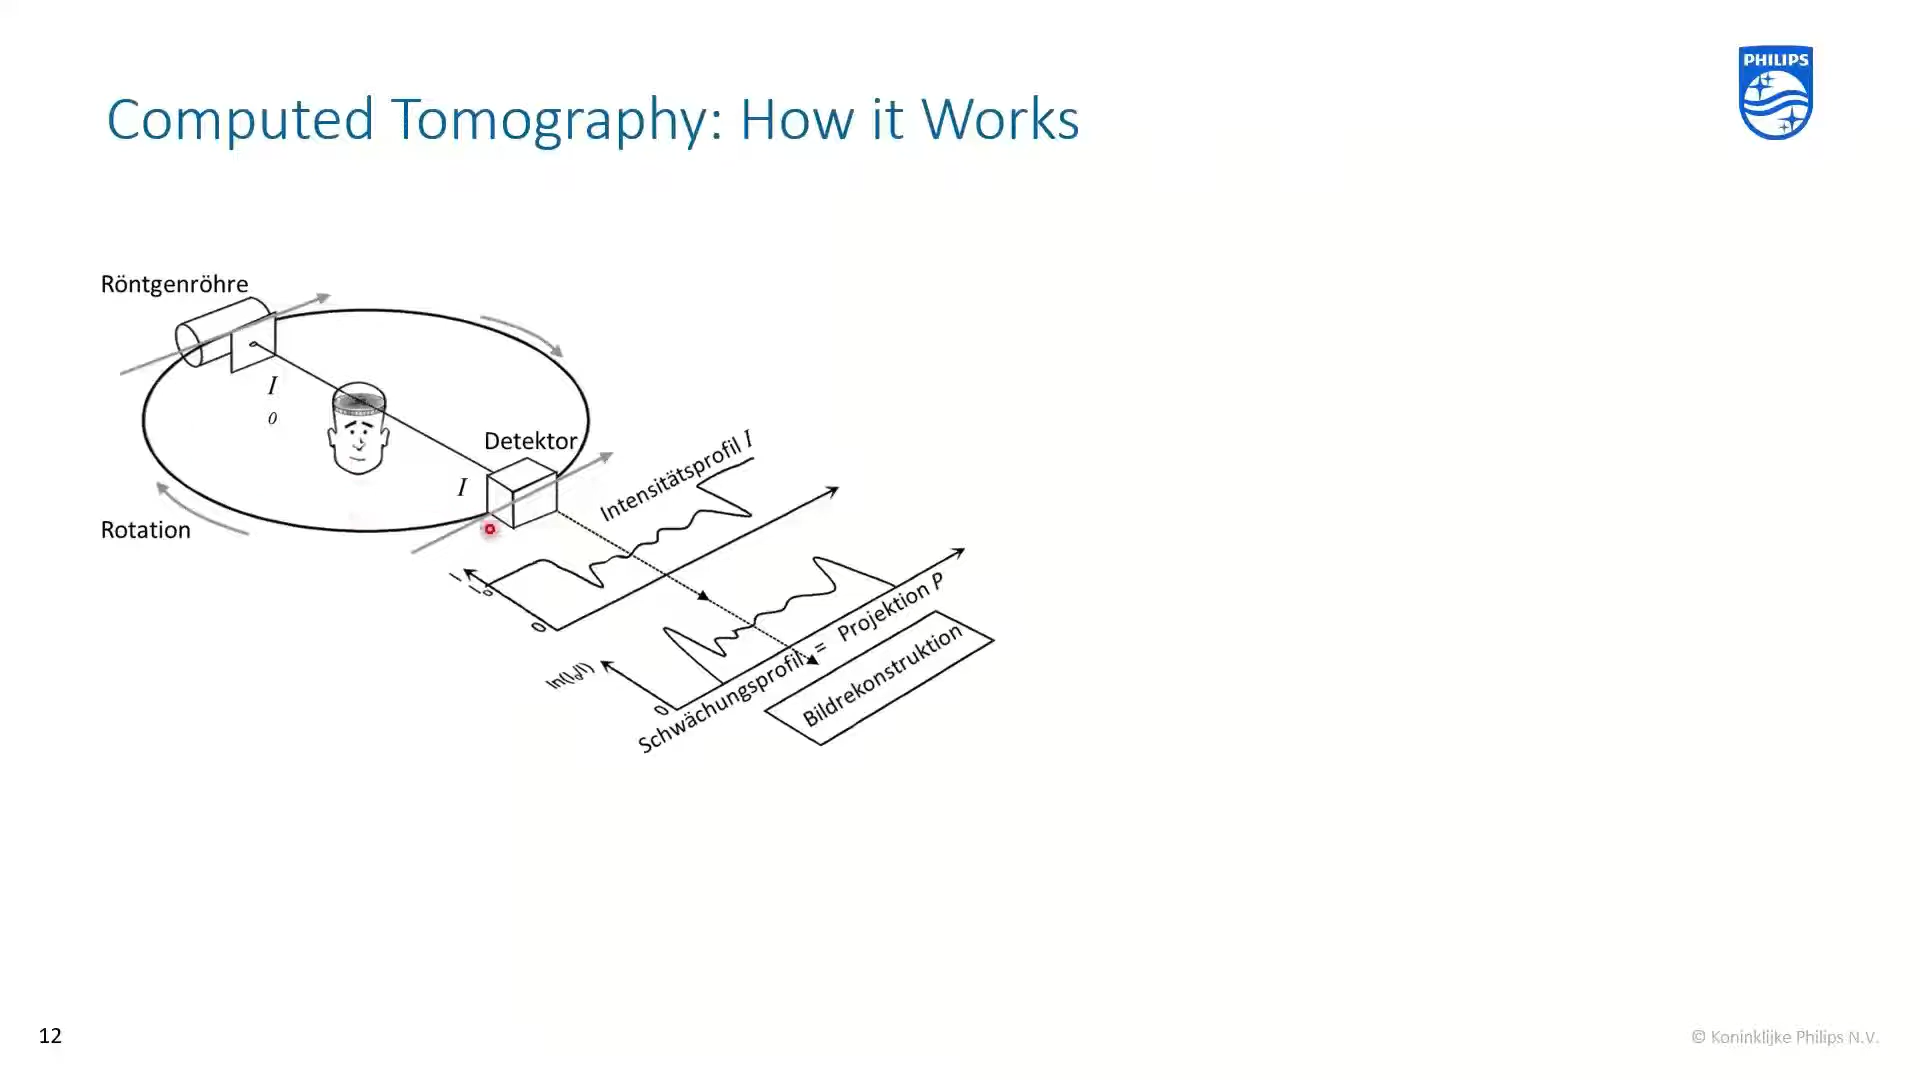 PHILIPS
Computed Tomography: How it Works
Röntgenröhre
I
0
Detektor
I
Intensitätsprofil I
Rotation
I
I₀
0
ln(I₀/I)
0
Schwächungsprofil = Projektion P
Bildrekonstruktion
12
© Koninklijke Philips N.V.